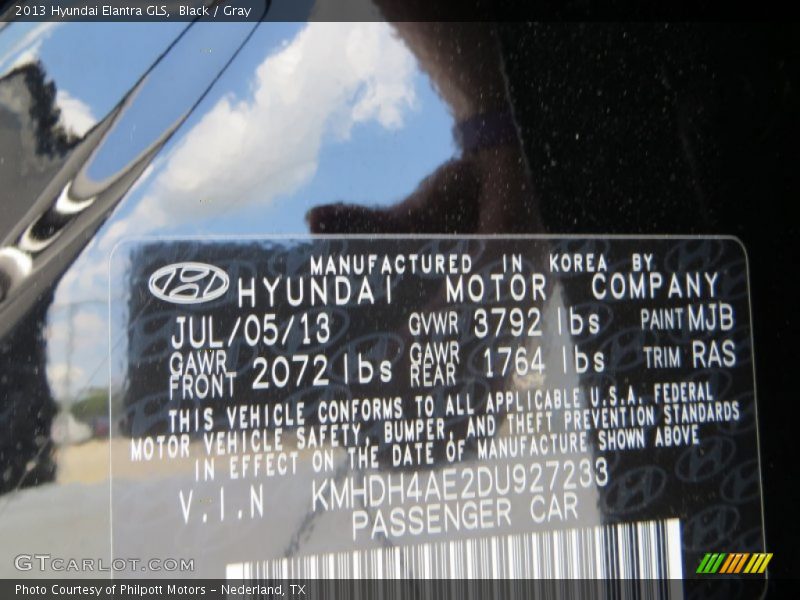 2013 Hyundai Elantra GLS,  Black / Gray
MANUFACTURED IN KOREA BY
HYUNDAI MOTOR COMPANY
JUL/05/13 GVWR 3792 lbs PAINT MJB
GAWR FRONT 2072 lbs GAWR REAR 1764 lbs TRIM RAS
THIS VEHICLE CONFORMS TO ALL APPLICABLE U.S.A. FEDERAL
MOTOR VEHICLE SAFETY, BUMPER, AND THEFT PREVENTION STANDARDS
IN EFFECT ON THE DATE OF MANUFACTURE SHOWN ABOVE
V.I.N KMHDH4AE2DU927233
PASSENGER CAR
GTCARLOT.COM
Photo Courtesy of Philpott Motors - Nederland, TX